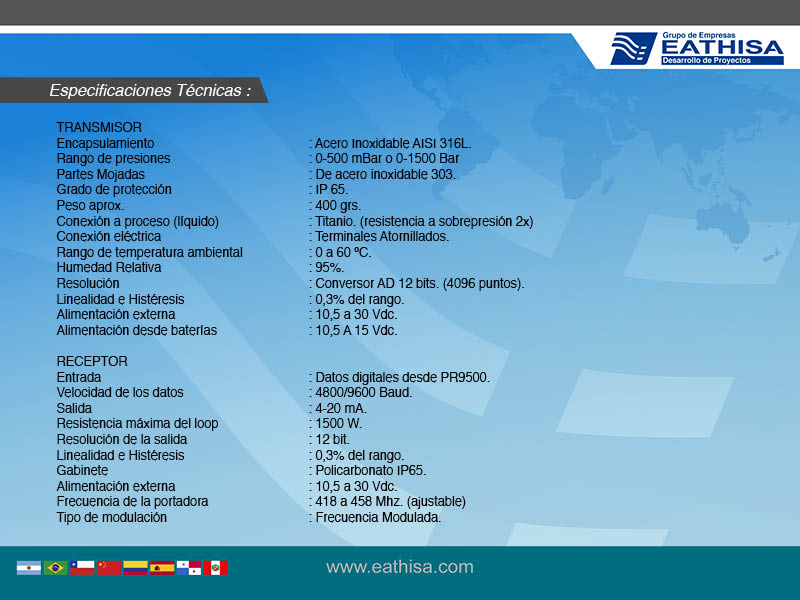 Grupo de Empresas
EATHISA
Desarrollo de Proyectos
Especificaciones Técnicas :
TRANSMISOR
Encapsulamiento : Acero Inoxidable AISI 316L.
Rango de presiones : 0-500 mBar o 0-1500 Bar
Partes Mojadas : De acero inoxidable 303.
Grado de protección : IP 65.
Peso aprox. : 400 grs.
Conexión a proceso (líquido) : Titanio. (resistencia a sobrepresión 2x)
Conexión eléctrica : Terminales Atornillados.
Rango de temperatura ambiental : 0 a 60 ºC.
Humedad Relativa : 95%.
Resolución : Conversor AD 12 bits. (4096 puntos).
Linealidad e Histéresis : 0,3% del rango.
Alimentación externa : 10,5 a 30 Vdc.
Alimentación desde baterías : 10,5 A 15 Vdc.
RECEPTOR
Entrada : Datos digitales desde PR9500.
Velocidad de los datos : 4800/9600 Baud.
Salida : 4-20 mA.
Resistencia máxima del loop : 1500 W.
Resolución de la salida : 12 bit.
Linealidad e Histéresis : 0,3% del rango.
Gabinete : Policarbonato IP65.
Alimentación externa : 10,5 a 30 Vdc.
Frecuencia de la portadora : 418 a 458 Mhz. (ajustable)
Tipo de modulación : Frecuencia Modulada.
www.eathisa.com